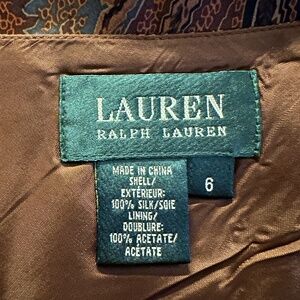 LAUREN
RALPH LAUREN
MADE IN CHINA
SHELL/
EXTÉRIEUR:
100% SILK/SOIE
LINING/
DOUBLURE:
100% ACETATE/
ACÉTATE
6